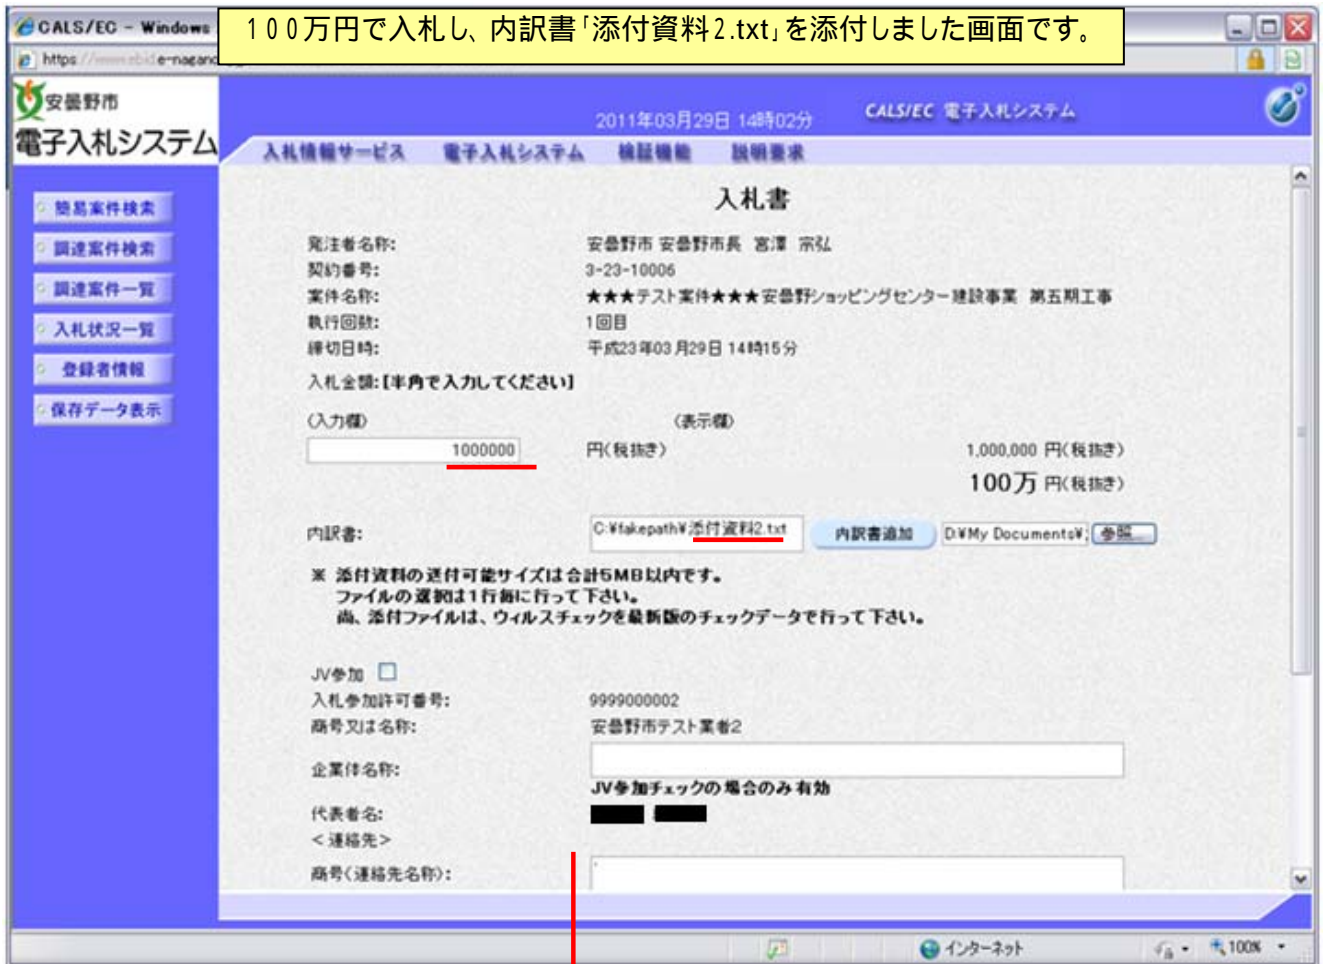 CALS/EC - Windows
100万円で入札し、内訳書「添付資料2.txt」を添付しました画面です。
安曇野市
電子入札システム
2011年03月29日 14時02分
CALS/EC 電子入札システム
入札情報サービス 電子入札システム 検証機能 説明要求
簡易案件検索
調達案件検索
調達案件一覧
入札状況一覧
登録者情報
保存データ表示
入札書
発注者名称: 安曇野市 安曇野市長 宮澤 宗弘
契約番号: 3-23-10006
案件名称: ★★★テスト案件★★★安曇野ショッピングセンター建設事業 第五期工事
執行回数: 1回目
締切日時: 平成23年03月29日 14時15分
入札金額:[半角で入力してください]
(入力欄) (表示欄)
1000000 円(税抜き) 1,000,000 円(税抜き)
100万 円(税抜き)
内訳書: C:¥fakepath¥添付資料2.txt 内訳書追加 D:¥My Documents¥; 参照...
※ 添付資料の送付可能サイズは合計5MB以内です。
ファイルの選択は1行毎に行って下さい。
尚、添付ファイルは、ウィルスチェックを最新版のチェックデータで行って下さい。
JV参加
入札参加許可番号: 9999000002
商号又は名称: 安曇野市テスト業者2
企業体名称:
JV参加チェックの場合のみ有効
代表者名:
<連絡先>
商号(連絡先名称):
インターネット 100%